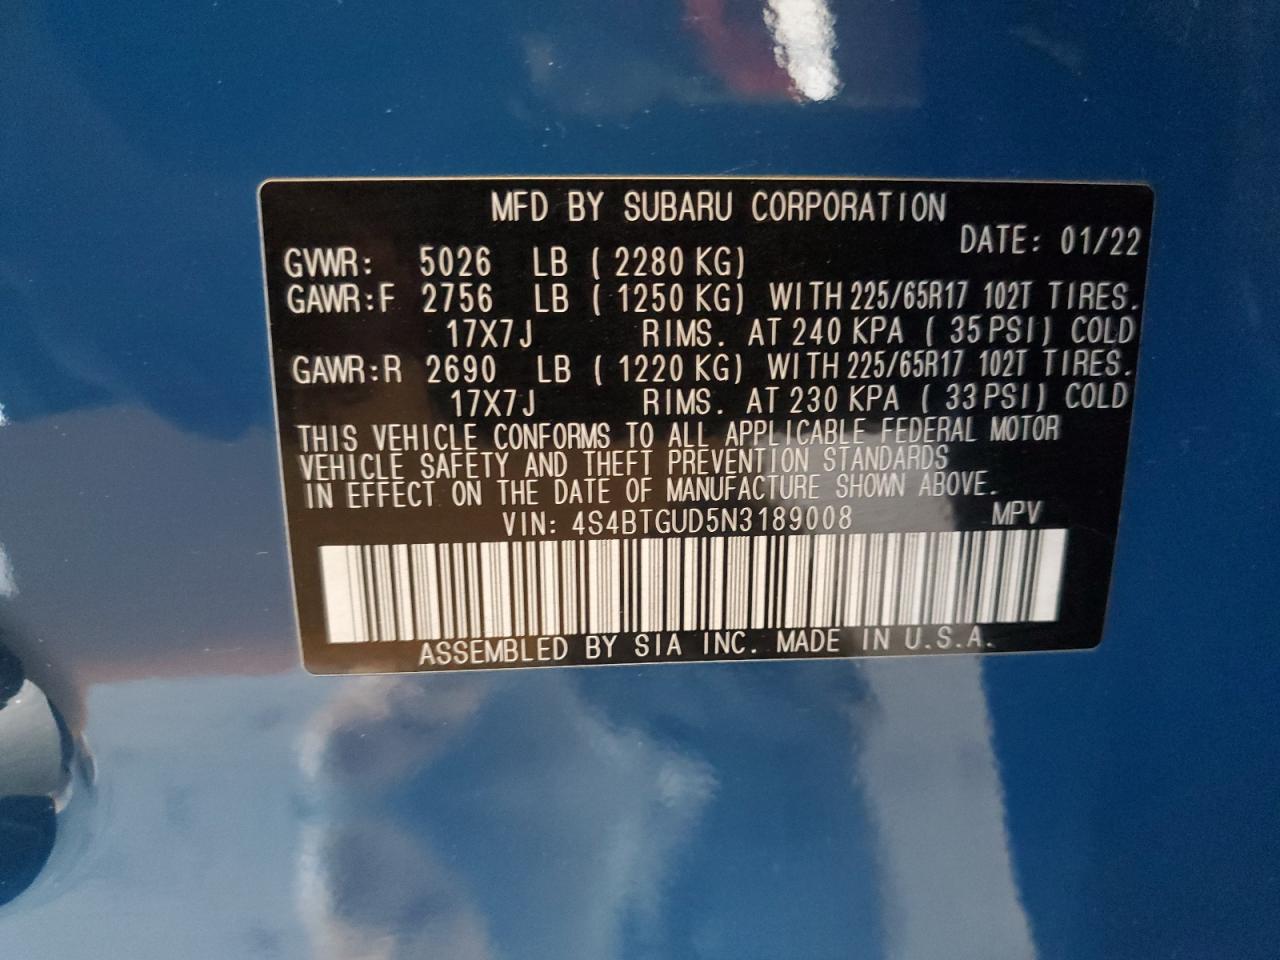 MFD BY SUBARU CORPORATION
DATE: 01/22
GVWR: 5026 LB ( 2280 KG)
GAWR:F 2756 LB ( 1250 KG) WITH 225/65R17 102T TIRES.
17X7J RIMS. AT 240 KPA ( 35 PSI) COLD
GAWR:R 2690 LB ( 1220 KG) WITH 225/65R17 102T TIRES.
17X7J RIMS. AT 230 KPA ( 33 PSI) COLD
THIS VEHICLE CONFORMS TO ALL APPLICABLE FEDERAL MOTOR
VEHICLE SAFETY AND THEFT PREVENTION STANDARDS
IN EFFECT ON THE DATE OF MANUFACTURE SHOWN ABOVE.
VIN: 4S4BTGUD5N3189008 MPV
ASSEMBLED BY SIA INC. MADE IN U.S.A.